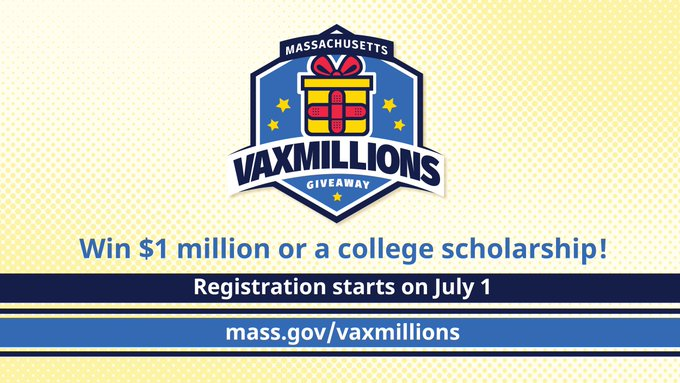 MASSACHUSETTS
VAXMILLIONS
GIVEAWAY
Win $1 million or a college scholarship!
Registration starts on July 1
mass.gov/vaxmillions